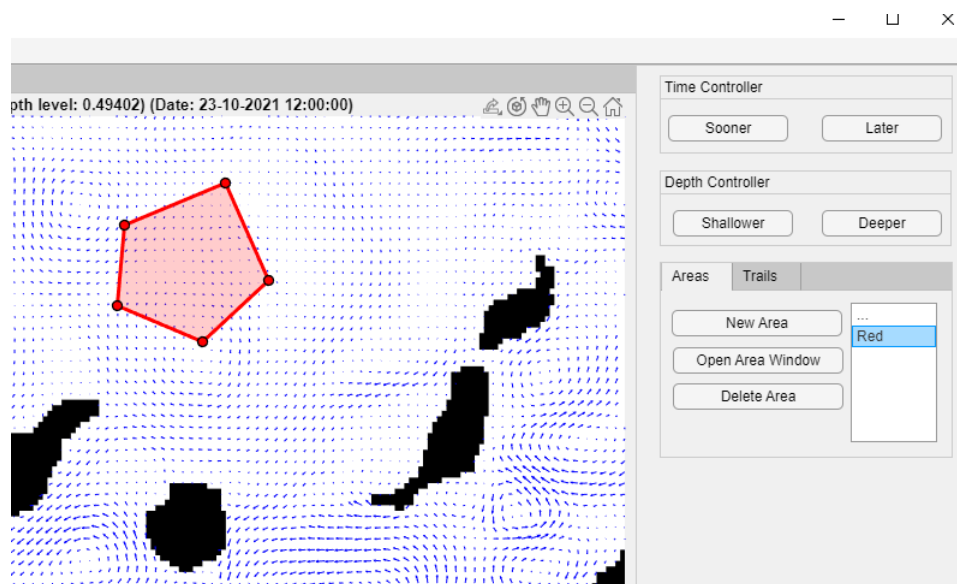 pth level: 0.49402) (Date: 23-10-2021 12:00:00)
Time Controller
Sooner
Later
Depth Controller
Shallower
Deeper
Areas
Trails
New Area
Open Area Window
Delete Area
...
Red